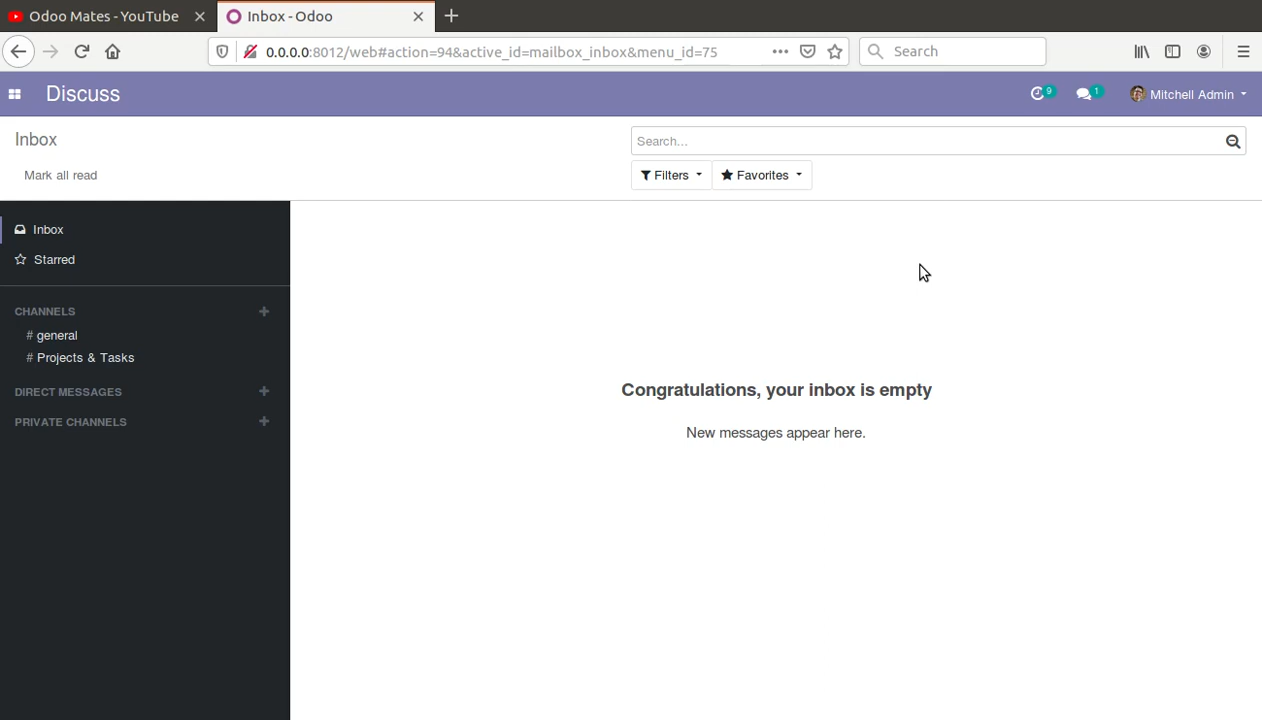 Odoo Mates - YouTube
Inbox - Odoo
0.0.0.0:8012/web#action=94&active_id=mailbox_inbox&menu_id=75
Search
Discuss
9
1
Mitchell Admin
Inbox
Search...
Mark all read
Filters
Favorites
Inbox
Starred
CHANNELS
# general
# Projects & Tasks
DIRECT MESSAGES
PRIVATE CHANNELS
Congratulations, your inbox is empty
New messages appear here.